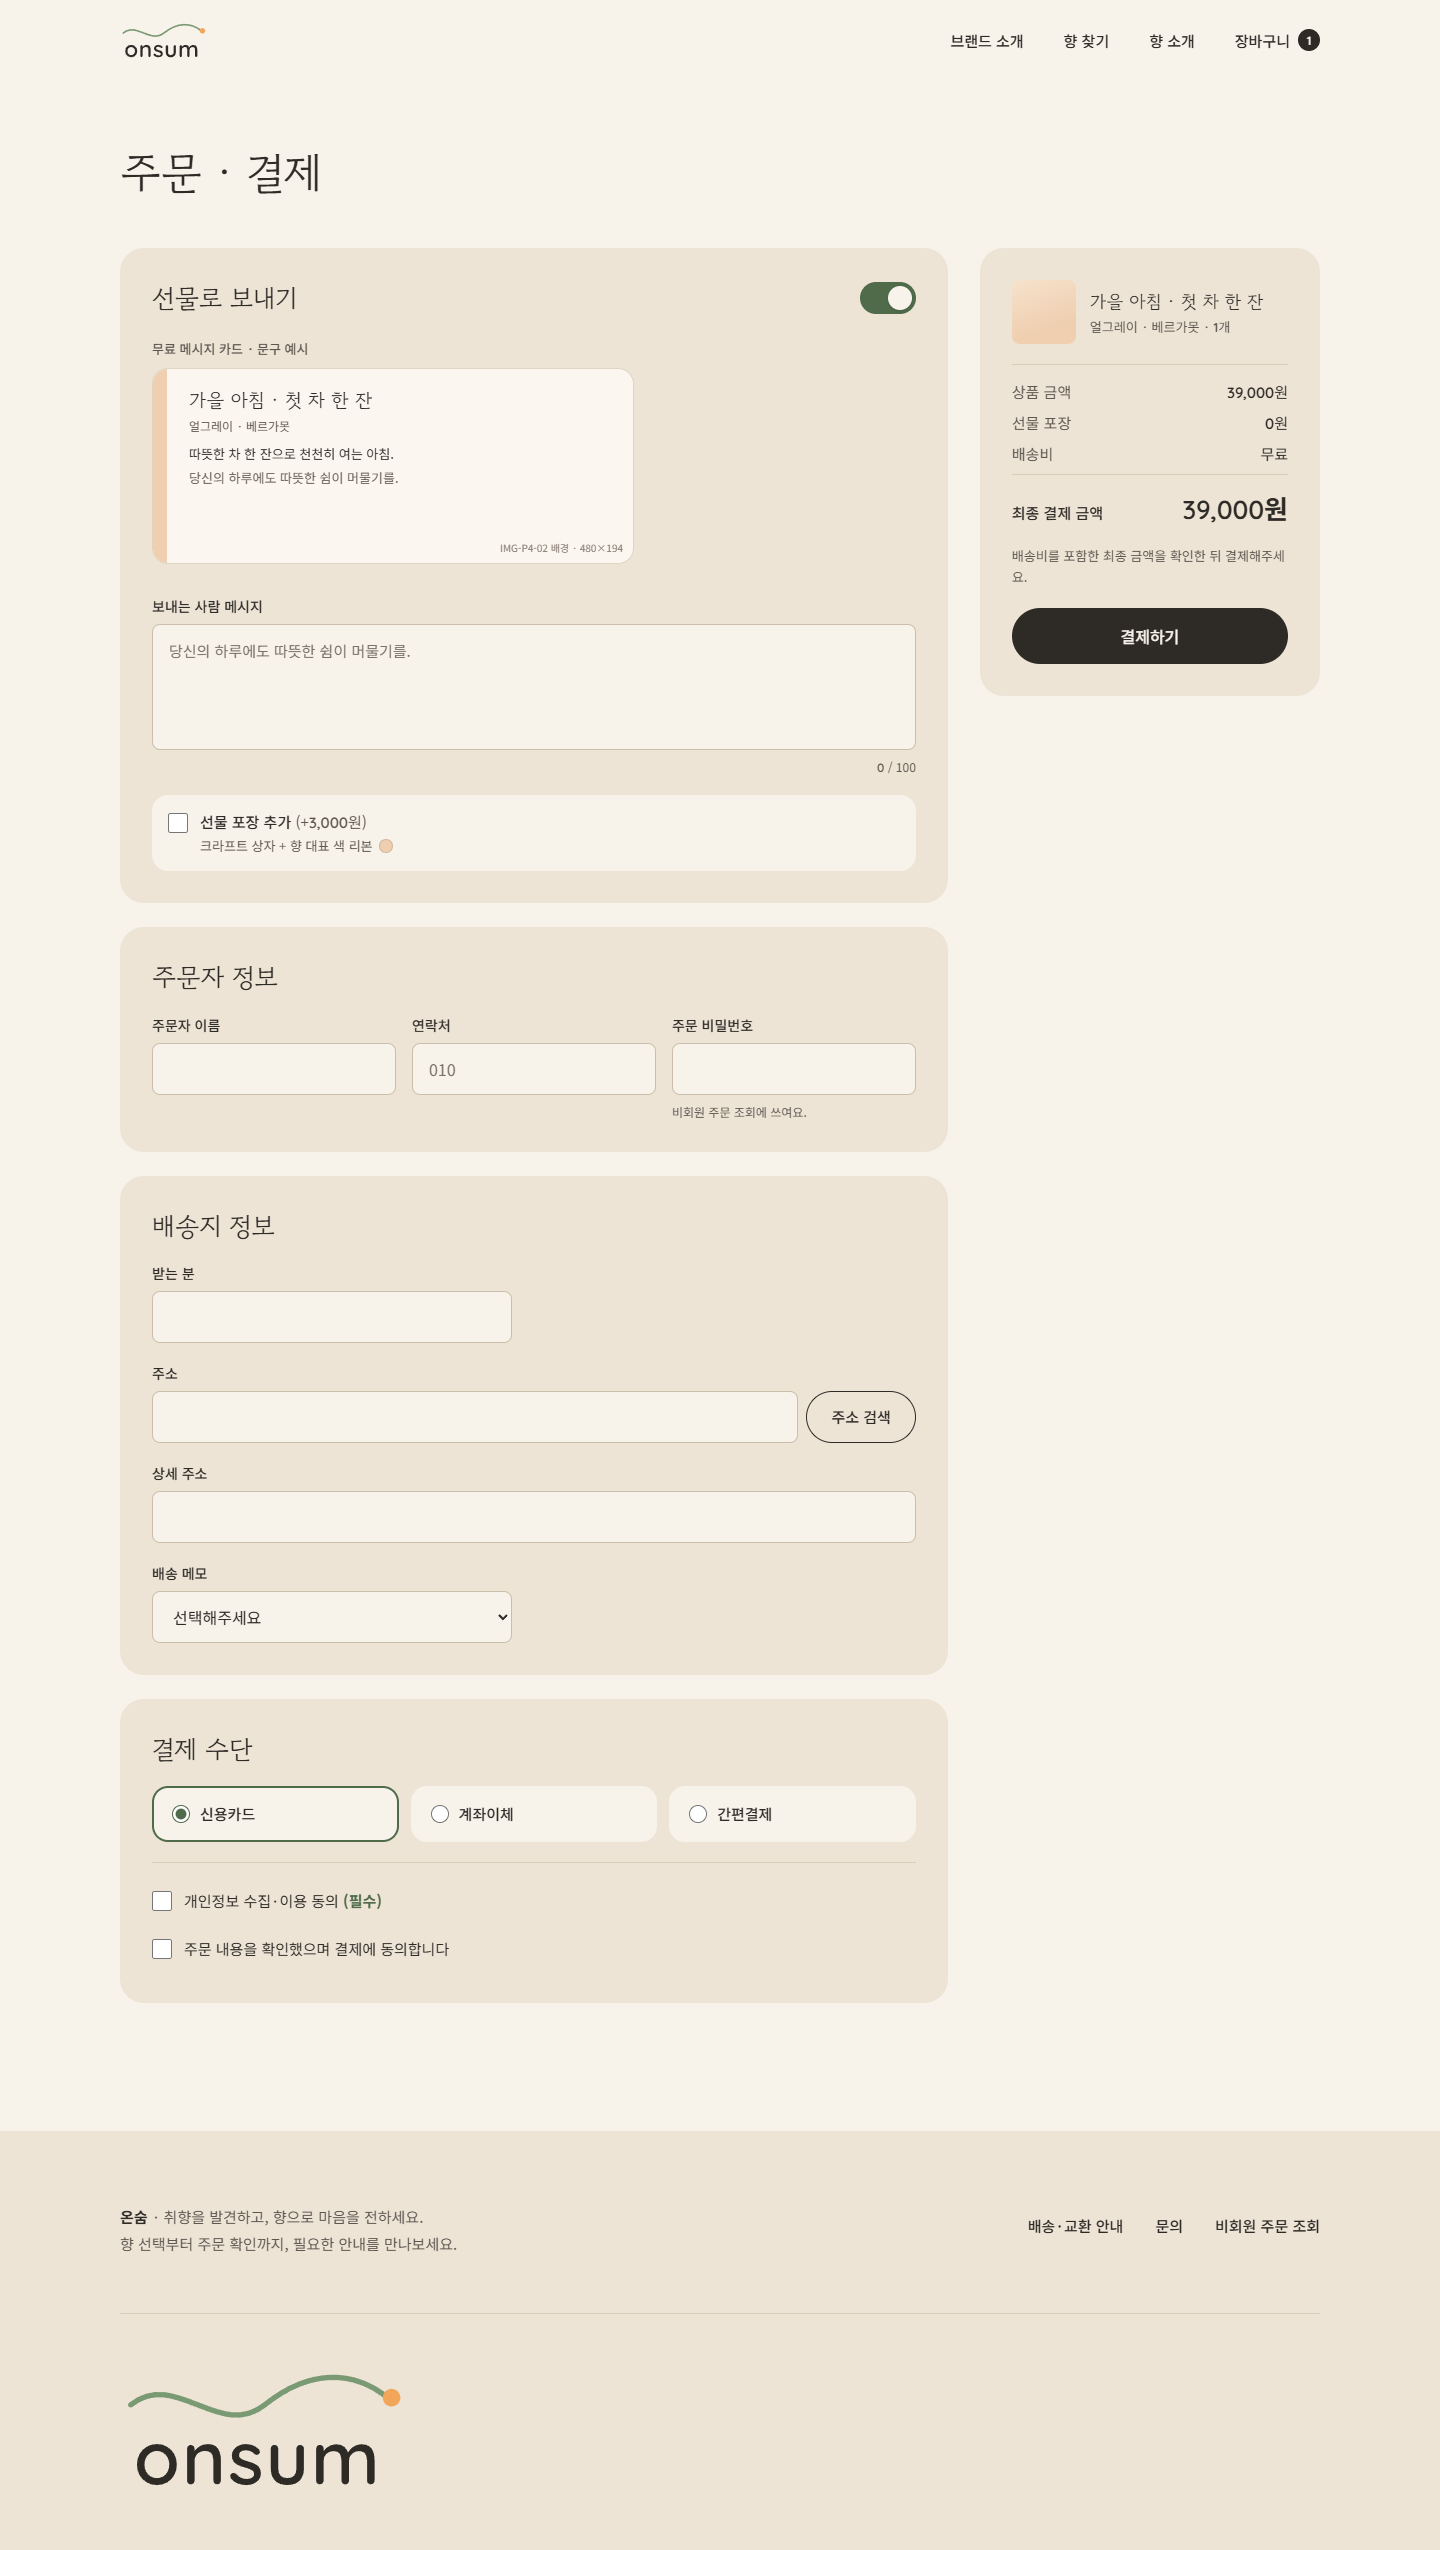 onsum
브랜드 소개
향 찾기
향 소개
장바구니 1
주문 · 결제
선물로 보내기
무료 메시지 카드 · 문구 예시
가을 아침 · 첫 차 한 잔
얼그레이 · 베르가못
따뜻한 차 한 잔으로 천천히 여는 아침.
당신의 하루에도 따뜻한 쉼이 머물기를.
IMG-P4-02 배경 · 480×194
보내는 사람 메시지
당신의 하루에도 따뜻한 쉼이 머물기를.
0 / 100
선물 포장 추가 (+3,000원)
크라프트 상자 + 향 대표 색 리본
가을 아침 · 첫 차 한 잔
얼그레이 · 베르가못 · 1개
상품 금액 39,000원
선물 포장 0원
배송비 무료
최종 결제 금액 39,000원
배송비를 포함한 최종 금액을 확인한 뒤 결제해주세
요.
결제하기
주문자 정보
주문자 이름
연락처
010
주문 비밀번호
비회원 주문 조회에 쓰여요.
배송지 정보
받는 분
주소
주소 검색
상세 주소
배송 메모
선택해주세요
결제 수단
신용카드
계좌이체
간편결제
개인정보 수집·이용 동의 (필수)
주문 내용을 확인했으며 결제에 동의합니다
온숨 · 취향을 발견하고, 향으로 마음을 전하세요.
향 선택부터 주문 확인까지, 필요한 안내를 만나보세요.
배송·교환 안내
문의
비회원 주문 조회
onsum